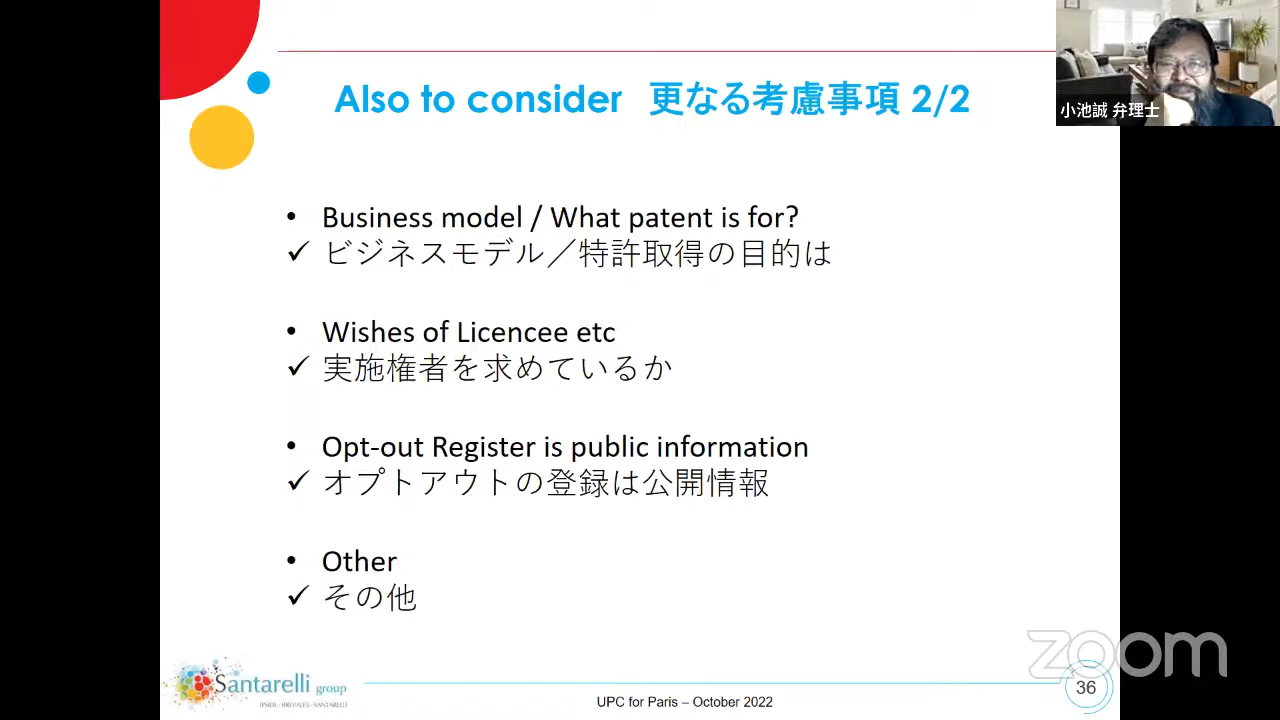 Also to consider 更なる考慮事項 2/2
小池誠 弁理士
• Business model / What patent is for?
✓ ビジネスモデル／特許取得の目的は
• Wishes of Licencee etc
✓ 実施権者を求めているか
• Opt-out Register is public information
✓ オプトアウトの登録は公開情報
• Other
✓ その他
zoom
Santarelli group
IPSIDE - BREVALEX - SANTARELLI
UPC for Paris – October 2022
36